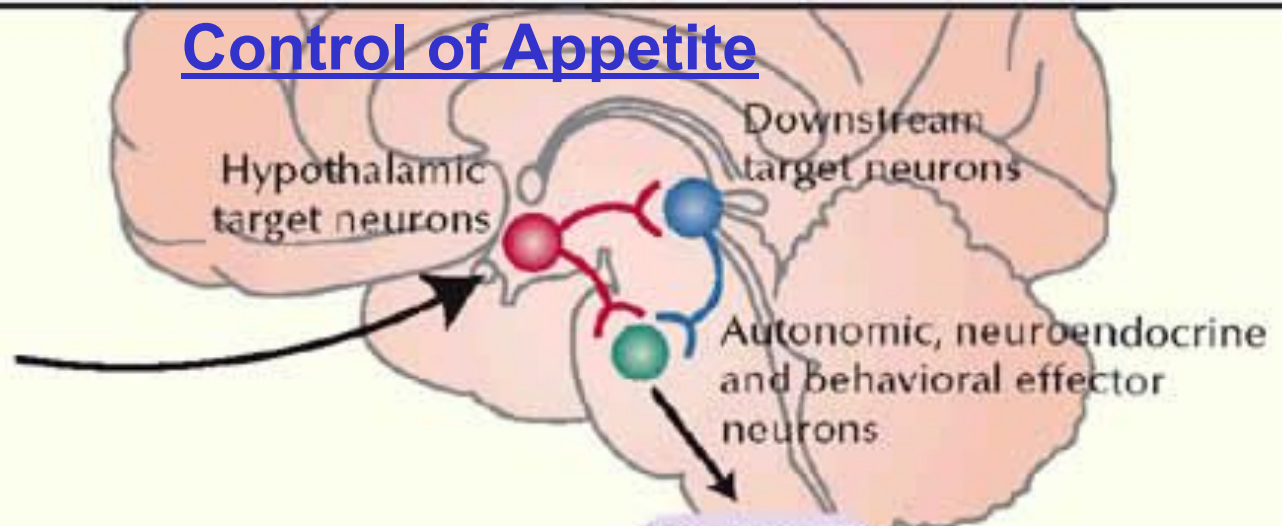 Control of Appetite
Hypothalamic
target neurons
Downstream
target neurons
Autonomic, neuroendocrine
and behavioral effector
neurons